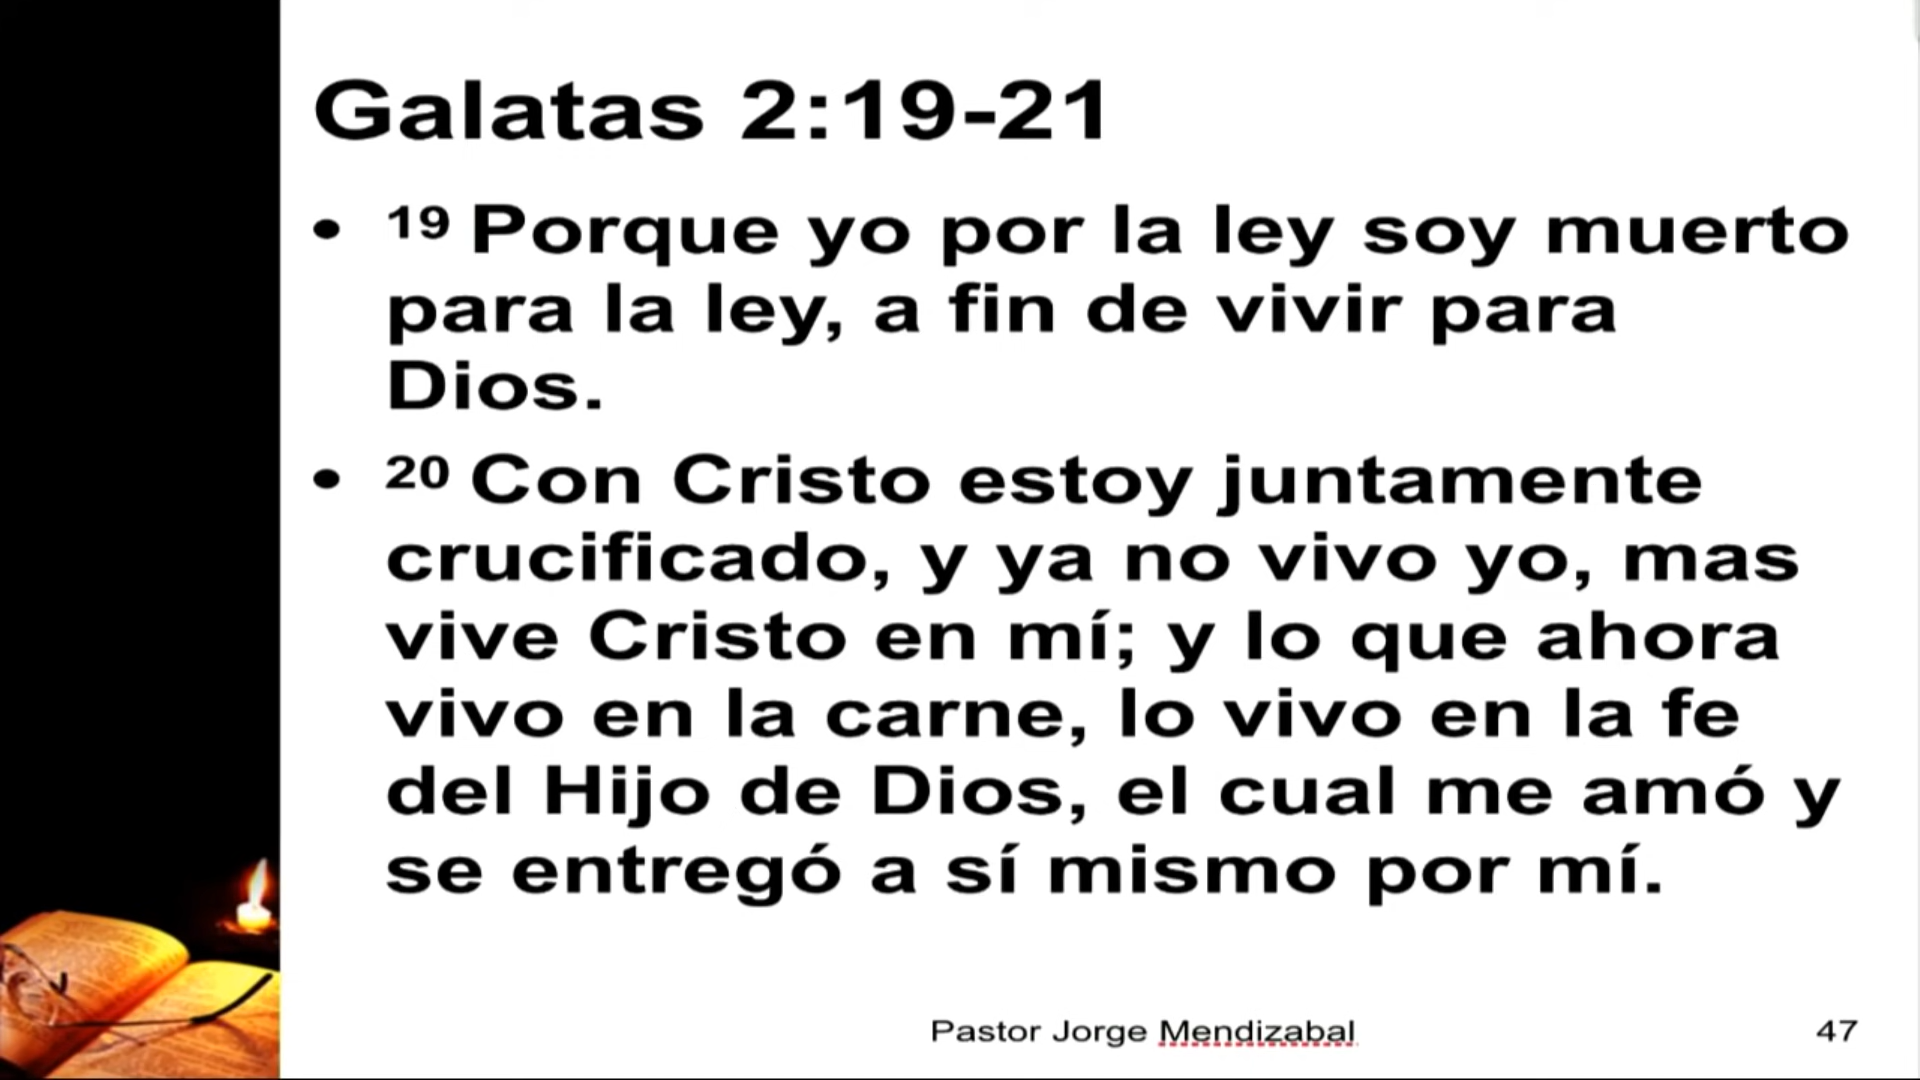 Galatas 2:19-21
• ¹⁹ Porque yo por la ley soy muerto
para la ley, a fin de vivir para
Dios.
• ²⁰ Con Cristo estoy juntamente
crucificado, y ya no vivo yo, mas
vive Cristo en mí; y lo que ahora
vivo en la carne, lo vivo en la fe
del Hijo de Dios, el cual me amó y
se entregó a sí mismo por mí.
Pastor Jorge Mendizabal
47